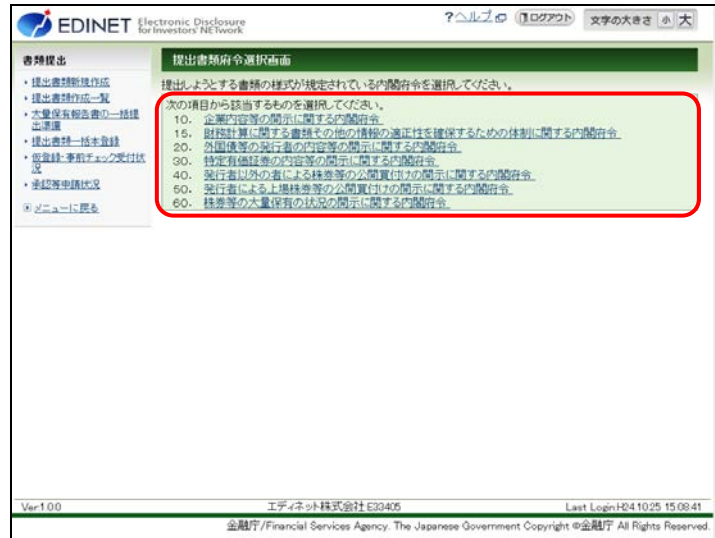 EDINET Electronic Disclosure for Investors' NETwork
?ヘルプ ログアウト 文字の大きさ 小 大
書類提出
・提出書類新規作成
・提出書類作成一覧
・大量保有報告書の一括提
出準備
・提出書類一括本登録
・仮登録・事前チェック受付状
況
・承認等申請状況
メニューに戻る
提出書類府令選択画面
提出しようとする書類の様式が規定されている内閣府令を選択してください。
次の項目から該当するものを選択してください。
10. 企業内容等の開示に関する内閣府令
15. 財務計算に関する書類その他の情報の適正性を確保するための体制に関する内閣府令
20. 外国債等の発行者の内容等の開示に関する内閣府令
30. 特定有価証券の内容等の開示に関する内閣府令
40. 発行者以外の者による株券等の公開買付けの開示に関する内閣府令
50. 発行者による上場株券等の公開買付けの開示に関する内閣府令
60. 株券等の大量保有の状況の開示に関する内閣府令
Ver.1.0.0 エディネット株式会社 E33405 Last Login:H24.10.25 15:08:41
金融庁/Financial Services Agency. The Japanese Government Copyright ©金融庁 All Rights Reserved.